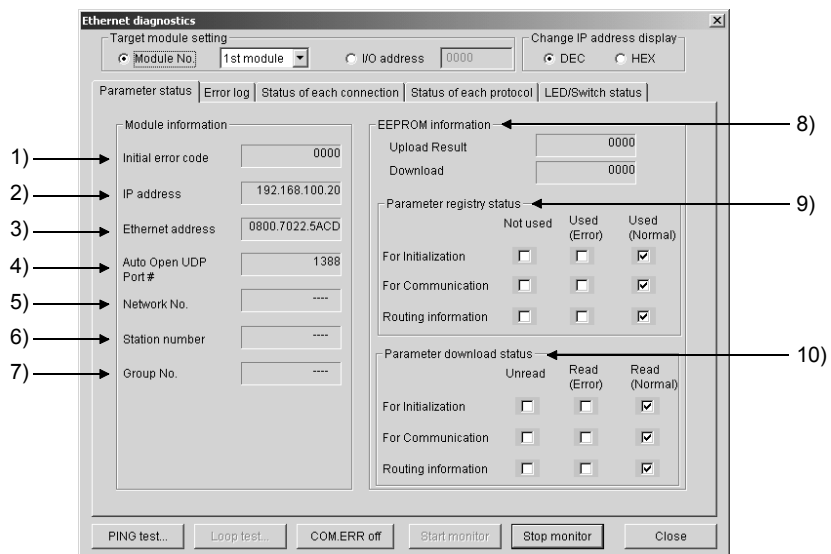 Ethernet diagnostics
Target module setting
Module No.
1st module
I/O address
0000
Change IP address display
DEC
HEX
Parameter status
Error log
Status of each connection
Status of each protocol
LED/Switch status
Module information
1)
Initial error code
0000
2)
IP address
192.168.100.20
3)
Ethernet address
0800.7022.5ACD
4)
Auto Open UDP
Port #
1388
5)
Network No.
----
6)
Station number
----
7)
Group No.
----
EEPROM information
8)
Upload Result
0000
Download
0000
Parameter registry status
9)
Not used
Used
(Error)
Used
(Normal)
For Initialization
For Communication
Routing information
Parameter download status
10)
Unread
Read
(Error)
Read
(Normal)
For Initialization
For Communication
Routing information
PING test...
Loop test...
COM.ERR off
Start monitor
Stop monitor
Close